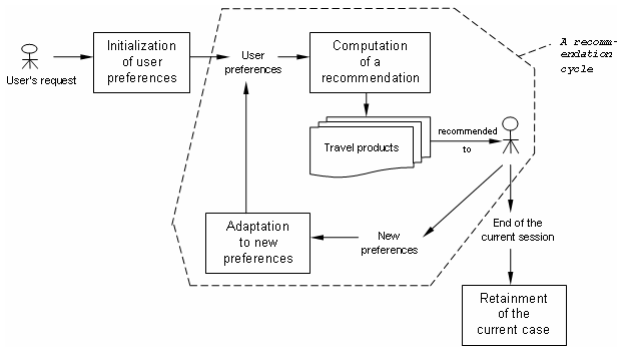 User's request
Initialization
of user
preferences
User
preferences
Computation
of a
recommendation
A recomm-
endation
cycle
Travel products
recommended
to
Adaptation
to new
preferences
New
preferences
End of the
current session
Retainment
of the
current case